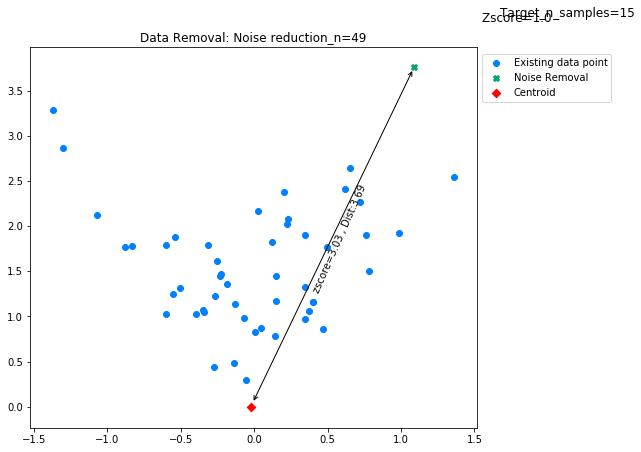 Target_n_samples=15
Zscore=1.0
Data Removal: Noise reduction_n=49
Existing data point
Noise Removal
Centroid
zscore=3.03 , Dist:3.69
3.5
3.0
2.5
2.0
1.5
1.0
0.5
0.0
−1.5 −1.0 −0.5 0.0 0.5 1.0 1.5